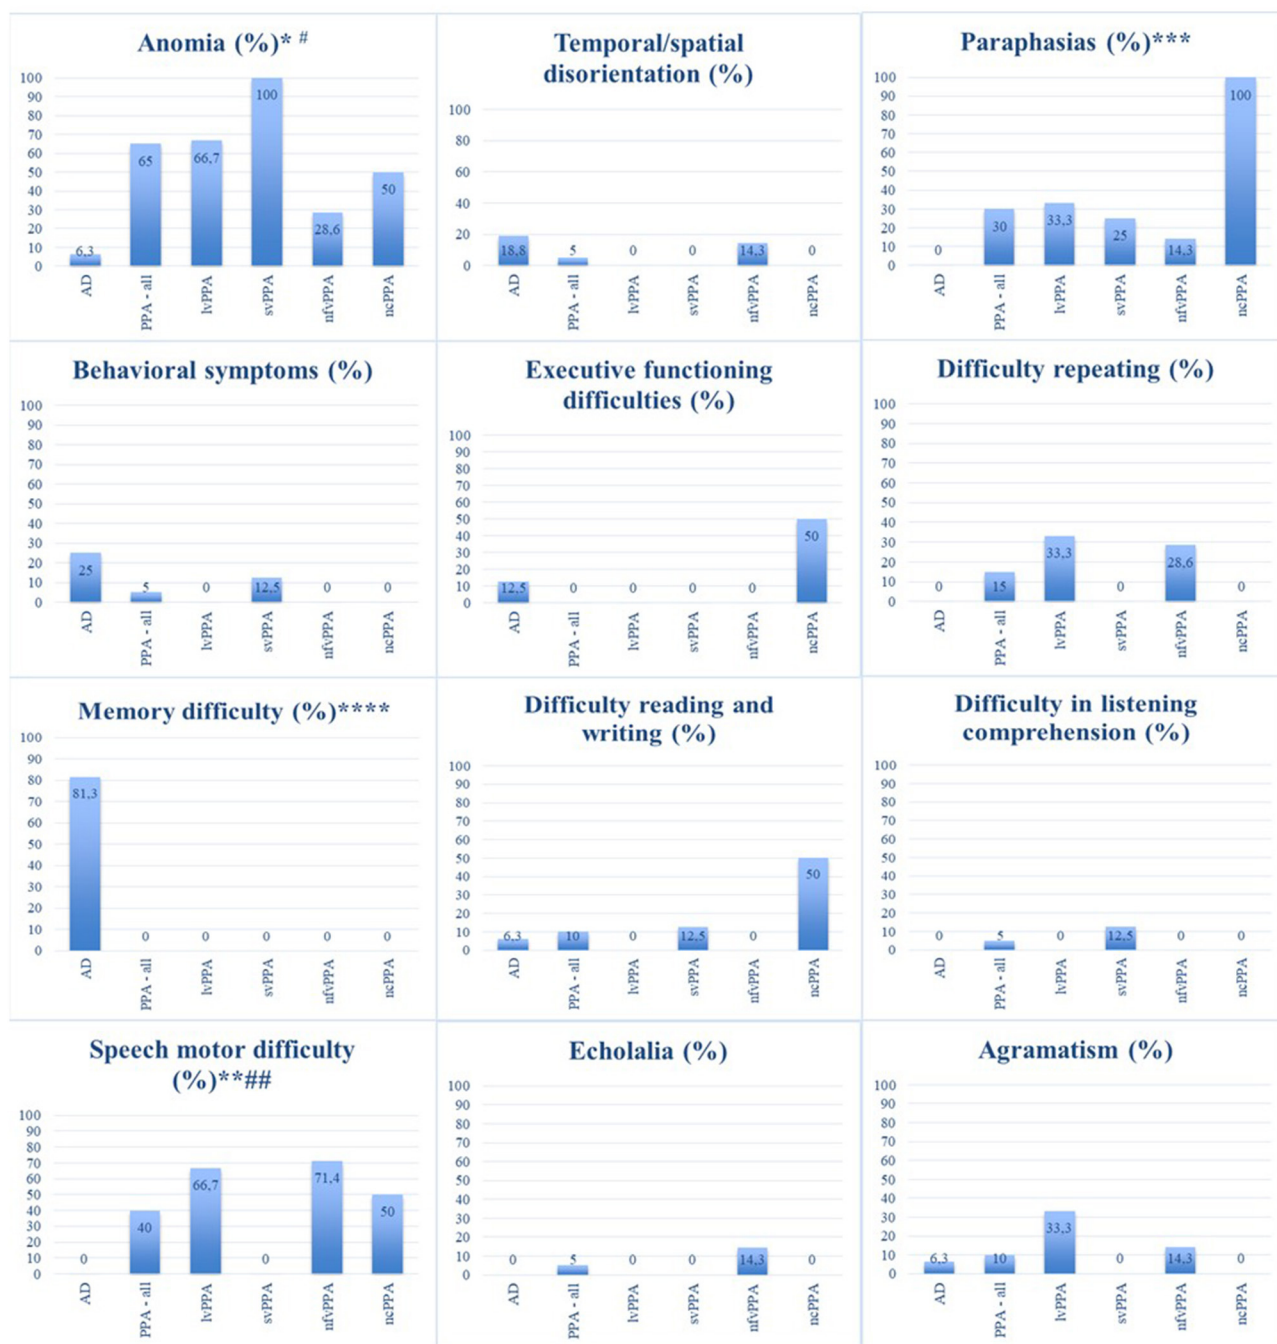 Anomia (%)* #
100
90
80
70
60
50
40
30
20
10
0
6,3
65
66,7
100
28,6
50
AD
PPA - all
lvPPA
svPPA
nfvPPA
ncPPA
Temporal/spatial
disorientation (%)
100
80
60
40
20
0
18,8
5
0
0
14,3
0
AD
PPA - all
lvPPA
svPPA
nfvPPA
ncPPA
Paraphasias (%)***
100
90
80
70
60
50
40
30
20
10
0
0
30
33,3
25
14,3
100
AD
PPA - all
lvPPA
svPPA
nfvPPA
ncPPA
Behavioral symptoms (%)
100
90
80
70
60
50
40
30
20
10
0
25
5
0
12,5
0
0
AD
PPA - all
lvPPA
svPPA
nfvPPA
ncPPA
Executive functioning
difficulties (%)
100
90
80
70
60
50
40
30
20
10
0
12,5
0
0
0
0
50
AD
PPA - all
lvPPA
svPPA
nfvPPA
ncPPA
Difficulty repeating (%)
100
90
80
70
60
50
40
30
20
10
0
0
15
33,3
0
28,6
0
AD
PPA - all
lvPPA
svPPA
nfvPPA
ncPPA
Memory difficulty (%)****
100
90
80
70
60
50
40
30
20
10
0
81,3
0
0
0
0
0
AD
PPA - all
lvPPA
svPPA
nfvPPA
ncPPA
Difficulty reading and
writing (%)
100
90
80
70
60
50
40
30
20
10
0
6,3
10
0
12,5
0
50
AD
PPA - all
lvPPA
svPPA
nfvPPA
ncPPA
Difficulty in listening
comprehension (%)
100
90
80
70
60
50
40
30
20
10
0
0
5
0
12,5
0
0
AD
PPA - all
lvPPA
svPPA
nfvPPA
ncPPA
Speech motor difficulty
(%)**##
100
90
80
70
60
50
40
30
20
10
0
0
40
66,7
0
71,4
50
AD
PPA - all
lvPPA
svPPA
nfvPPA
ncPPA
Echolalia (%)
100
90
80
70
60
50
40
30
20
10
0
0
5
0
0
14,3
0
AD
PPA - all
lvPPA
svPPA
nfvPPA
ncPPA
Agramatism (%)
100
90
80
70
60
50
40
30
20
10
0
6,3
10
33,3
0
14,3
0
AD
PPA - all
lvPPA
svPPA
nfvPPA
ncPPA